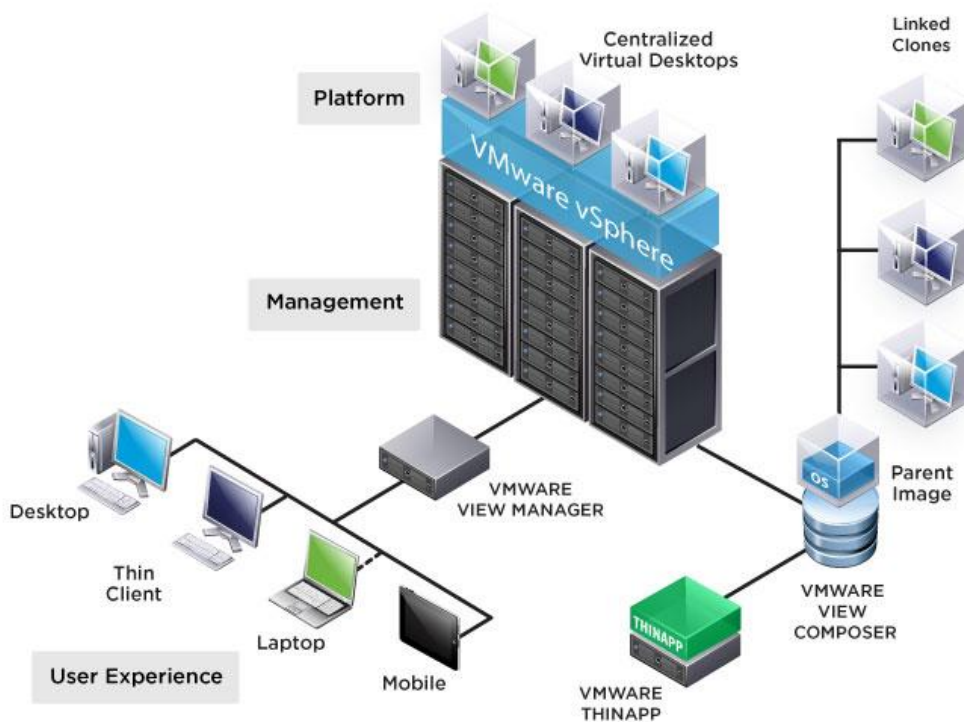 Centralized
Virtual Desktops
Linked
Clones
Platform
VMware vSphere
Management
Desktop
Thin
Client
Laptop
Mobile
User Experience
VMWARE
VIEW MANAGER
OS
Parent
Image
VMWARE
VIEW
COMPOSER
THINAPP
VMWARE
THINAPP